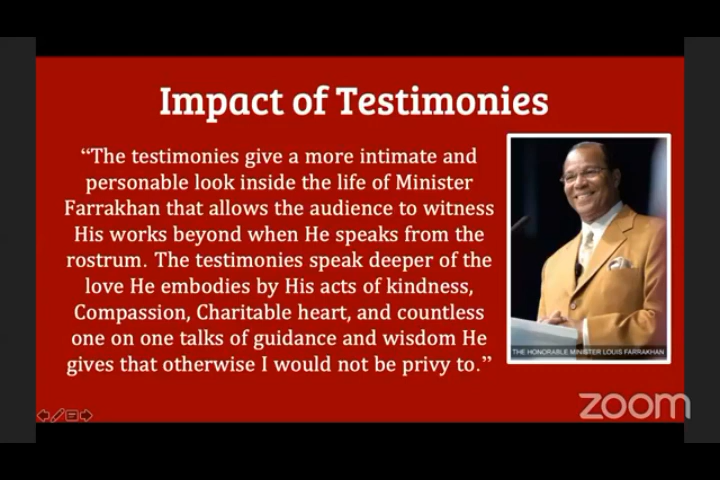 Impact of Testimonies
“The testimonies give a more intimate and
personable look inside the life of Minister
Farrakhan that allows the audience to witness
His works beyond when He speaks from the
rostrum. The testimonies speak deeper of the
love He embodies by His acts of kindness,
Compassion, Charitable heart, and countless
one on one talks of guidance and wisdom He
gives that otherwise I would not be privy to.”
THE HONORABLE MINISTER LOUIS FARRAKHAN
zoom